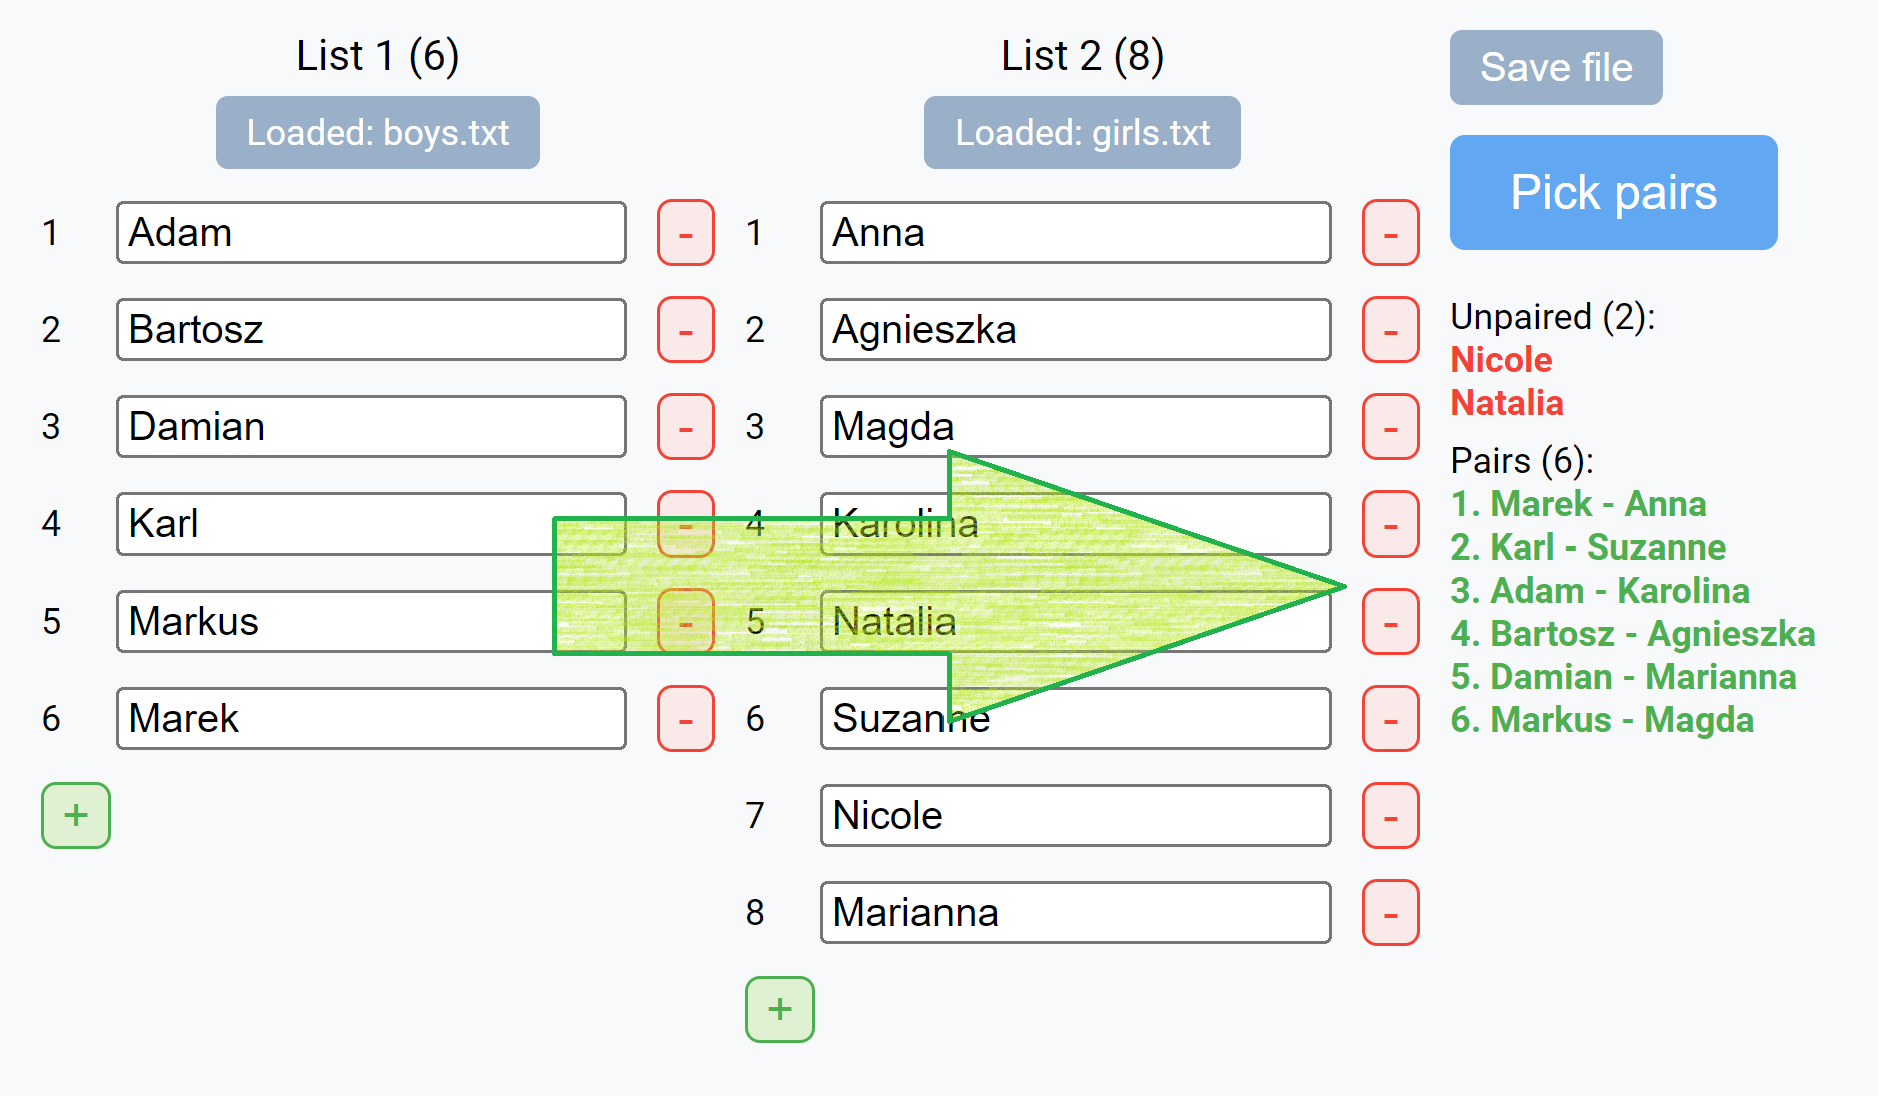 List 1 (6)
Loaded: boys.txt
1 Adam -
2 Bartosz -
3 Damian -
4 Karl -
5 Markus -
6 Marek -
+
List 2 (8)
Loaded: girls.txt
1 Anna -
2 Agnieszka -
3 Magda -
4 Karolina -
5 Natalia -
6 Suzanne -
7 Nicole -
8 Marianna -
+
Save file
Pick pairs
Unpaired (2):
Nicole
Natalia
Pairs (6):
1. Marek - Anna
2. Karl - Suzanne
3. Adam - Karolina
4. Bartosz - Agnieszka
5. Damian - Marianna
6. Markus - Magda